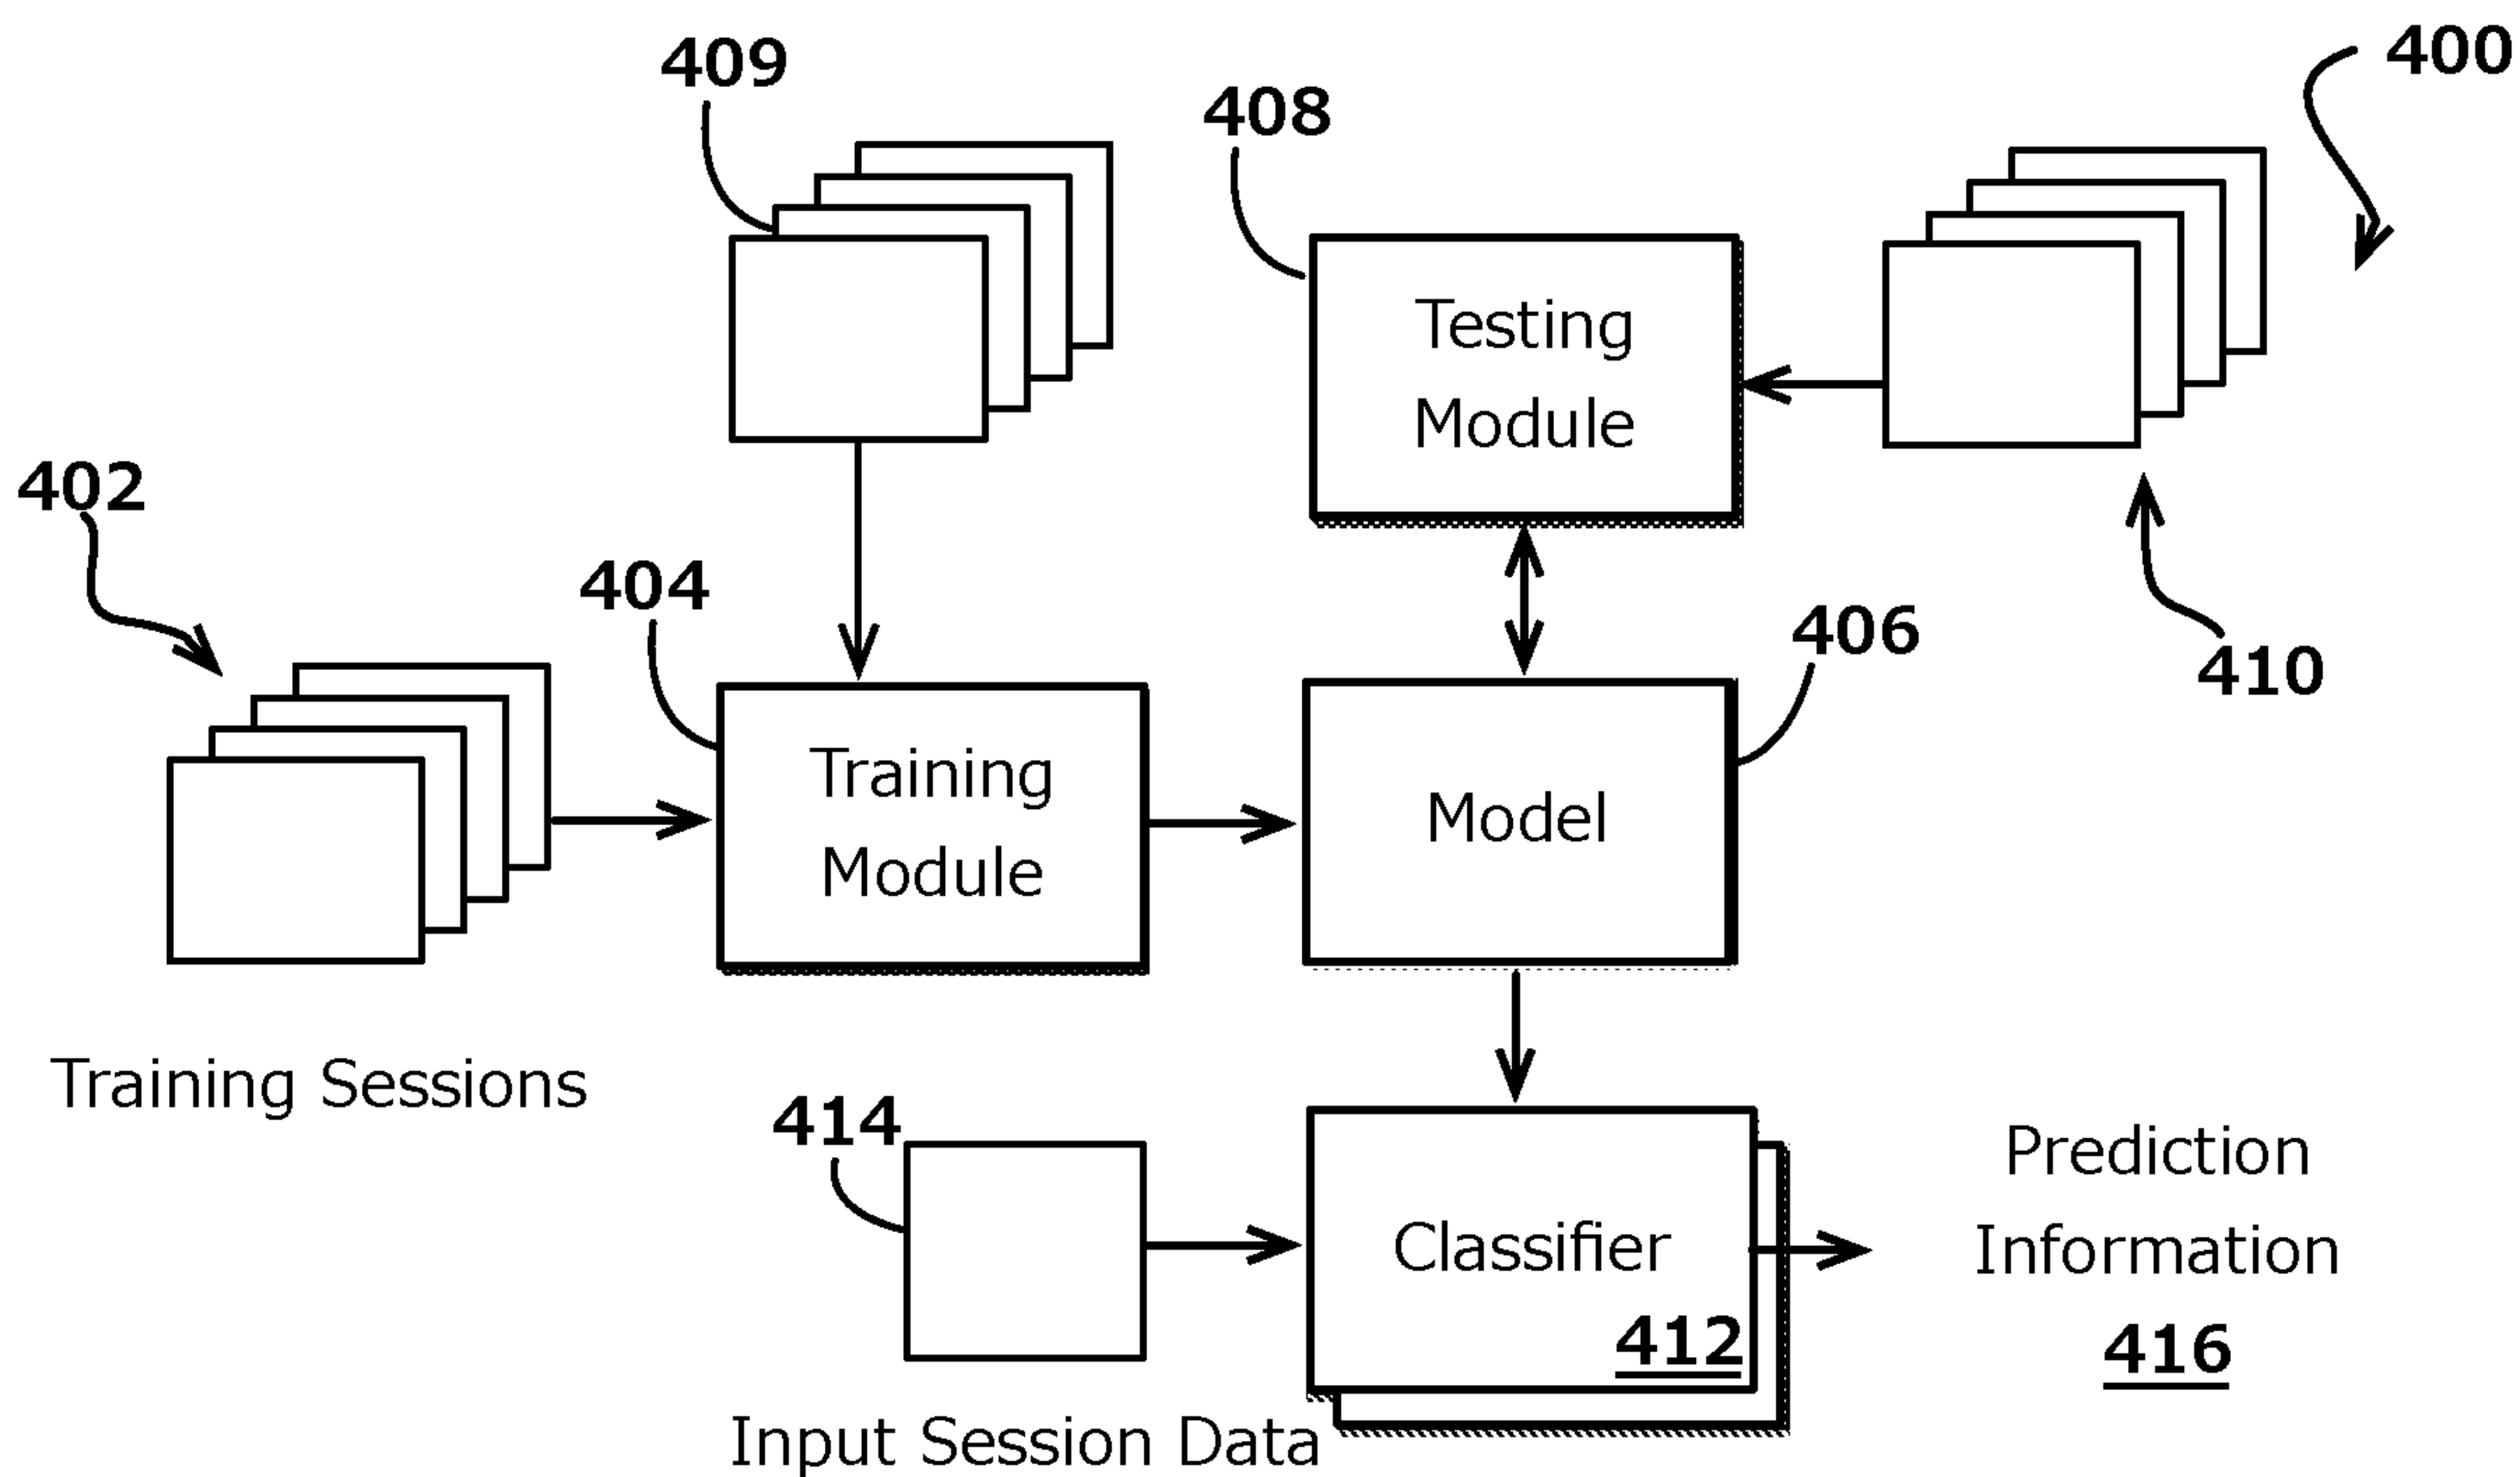 409
408
400
Testing
Module
402
404
406
410
Training
Module
Model
Training Sessions
414
Prediction
Information
416
Classifier
412
Input Session Data